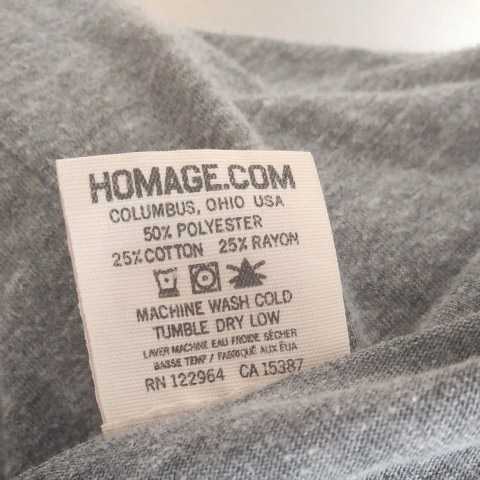 HOMAGE.COM
COLUMBUS, OHIO USA
50% POLYESTER
25% COTTON 25% RAYON
MACHINE WASH COLD
TUMBLE DRY LOW
LAVER MACHINE EAU FROIDE SÉCHER
BASSE TEMP / FABRIQUÉ AUX ÉUA
RN 122964 CA 15387